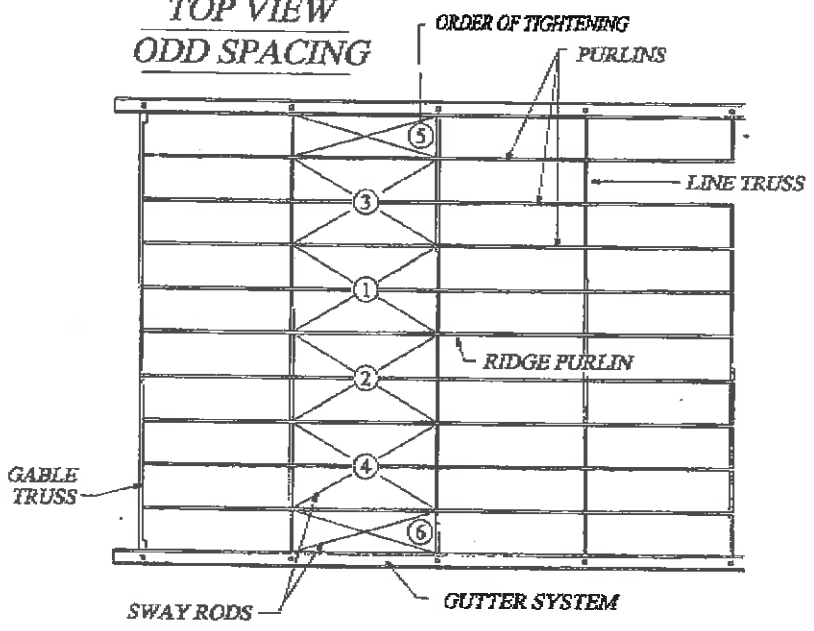 TOP VIEW
ODD SPACING
ORDER OF TIGHTENING
PURLINS
5
LINE TRUSS
3
1
RIDGE PURLIN
2
GABLE
TRUSS
4
6
SWAY RODS
GUTTER SYSTEM